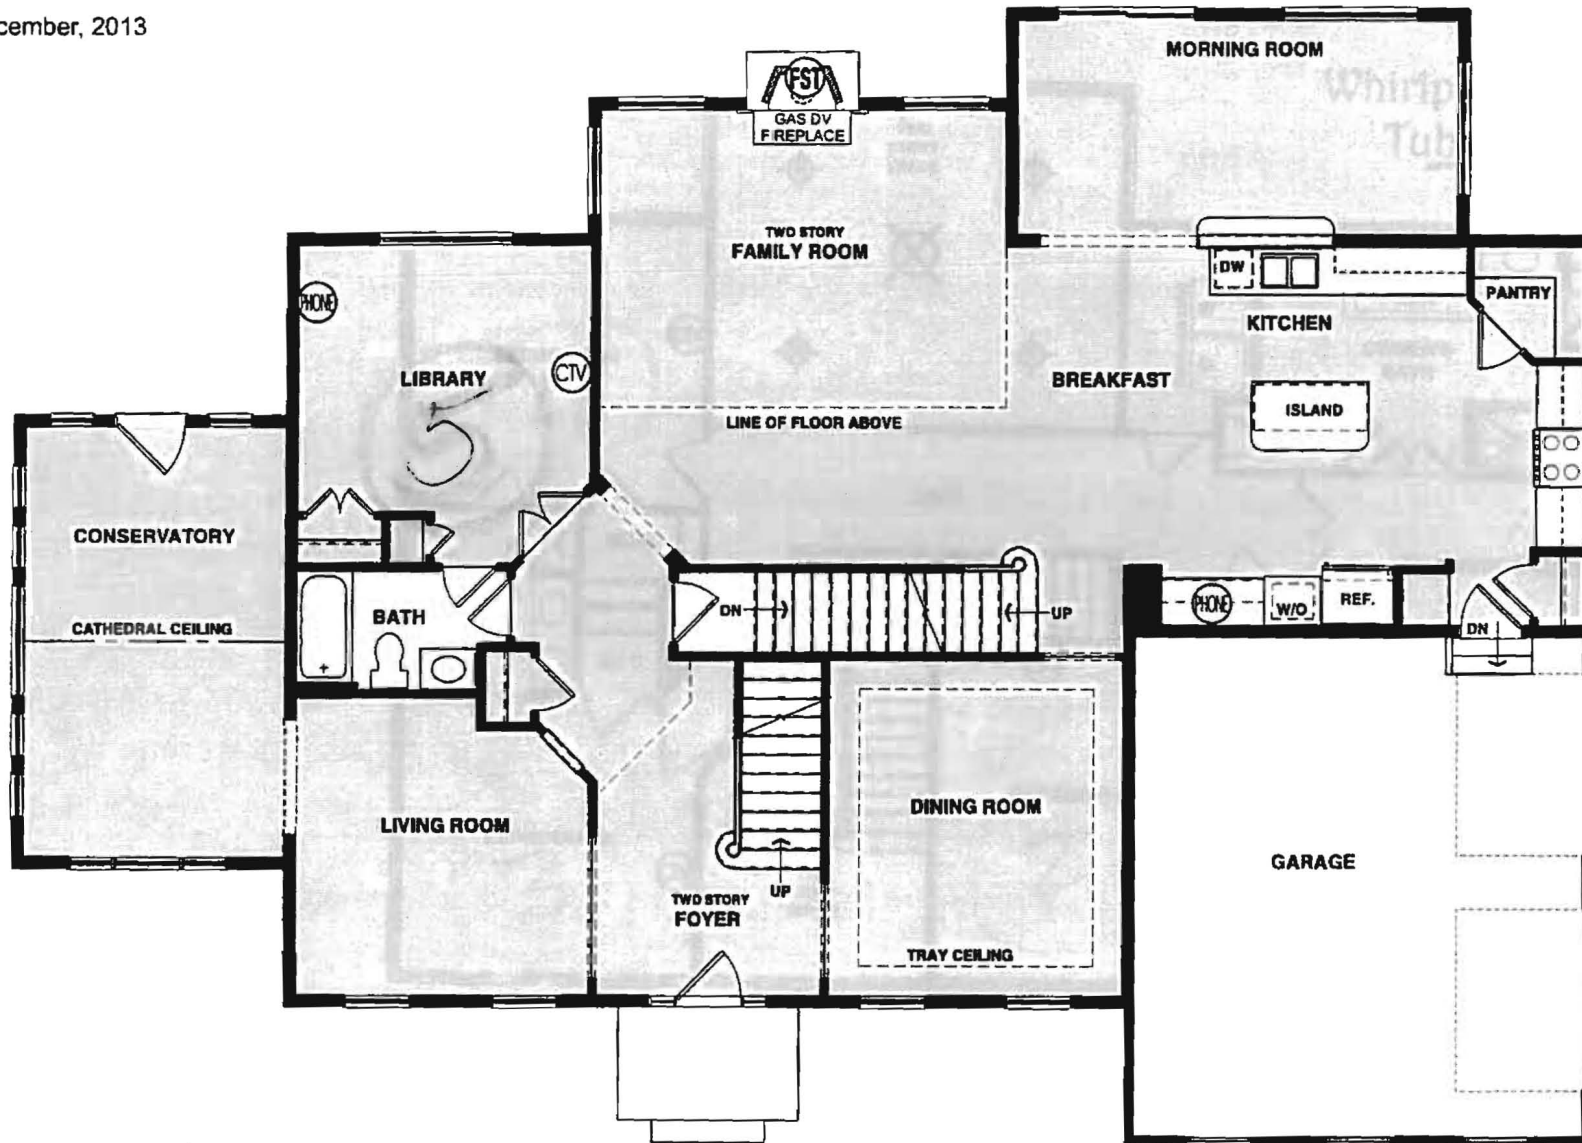 cember, 2013
MORNING ROOM
Whirlp
Tub
FST
GAS DV
FIREPLACE
TWO STORY
FAMILY ROOM
DW
PANTRY
PHONE
KITCHEN
LIBRARY
CTV
BREAKFAST
ISLAND
5
LINE OF FLOOR ABOVE
CONSERVATORY
BATH
DN
UP
PHONE
W/O
REF.
DN
CATHEDRAL CEILING
LIVING ROOM
DINING ROOM
GARAGE
UP
TWO STORY
FOYER
TRAY CEILING